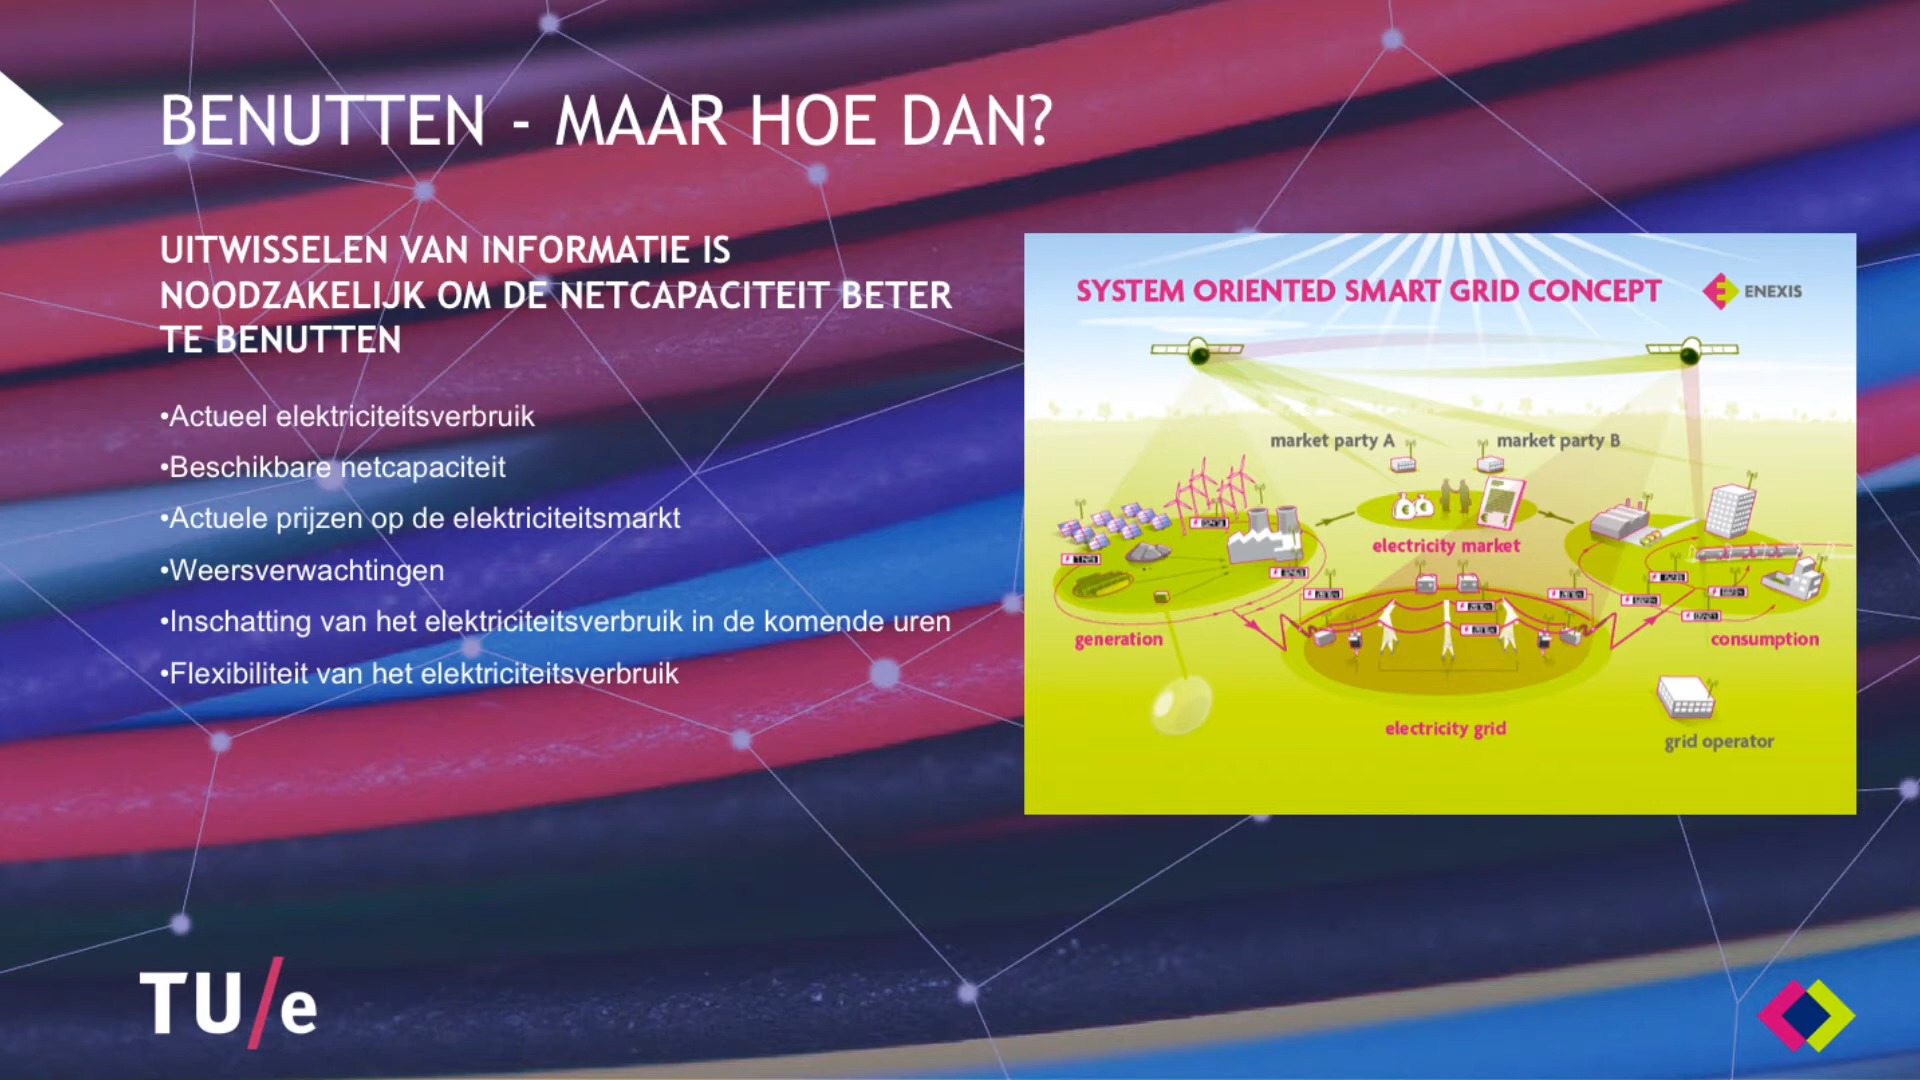 BENUTTEN - MAAR HOE DAN?
UITWISSELEN VAN INFORMATIE IS
NOODZAKELIJK OM DE NETCAPACITEIT BETER
TE BENUTTEN
•Actueel elektriciteitsverbruik
•Beschikbare netcapaciteit
•Actuele prijzen op de elektriciteitsmarkt
•Weersverwachtingen
•Inschatting van het elektriciteitsverbruik in de komende uren
•Flexibiliteit van het elektriciteitsverbruik
SYSTEM ORIENTED SMART GRID CONCEPT
ENEXIS
market party A
market party B
electricity market
generation
consumption
electricity grid
grid operator
TU/e